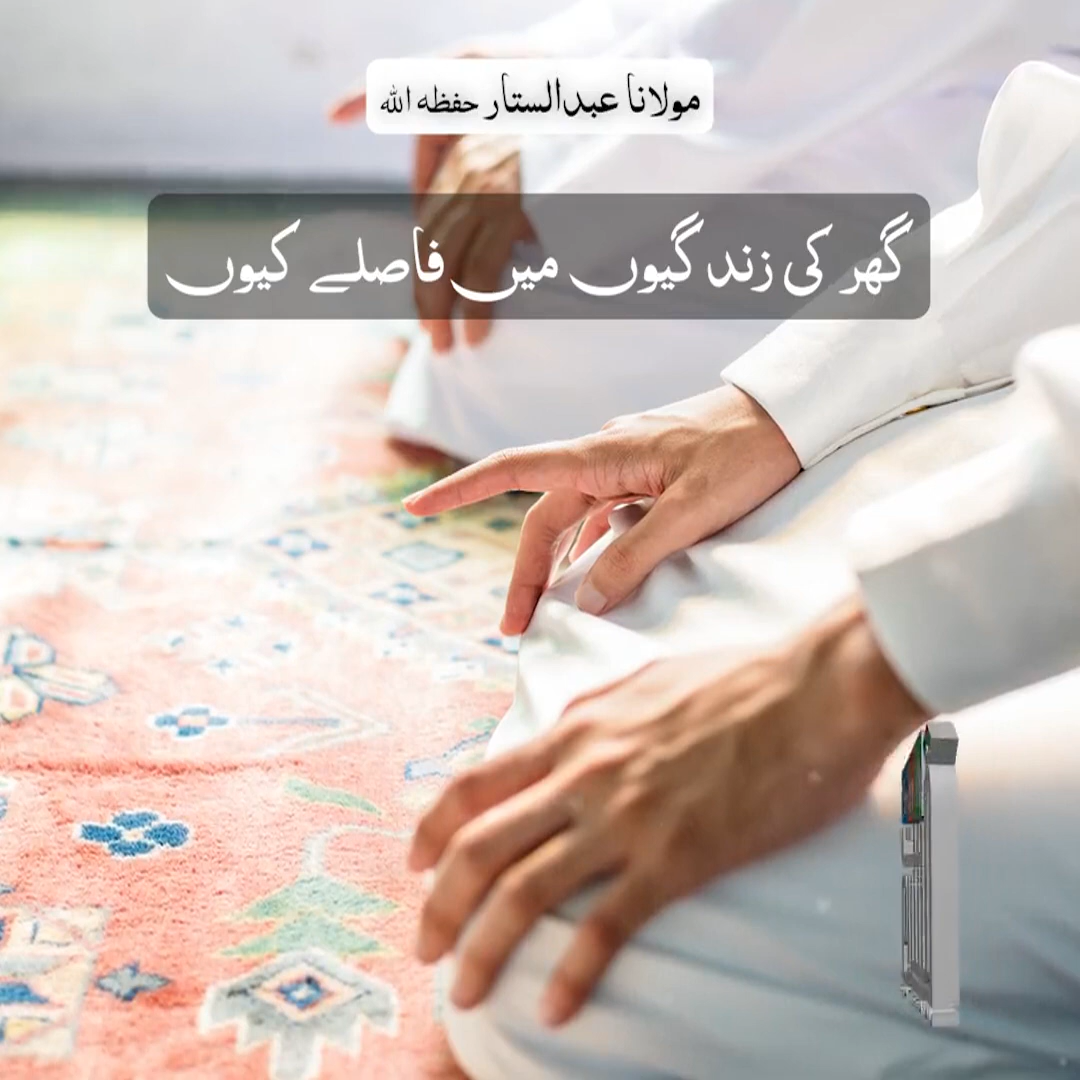 مولانا عبدالستار حفظہ اللہ
گھر کی زندگیوں میں فاصلے کیوں